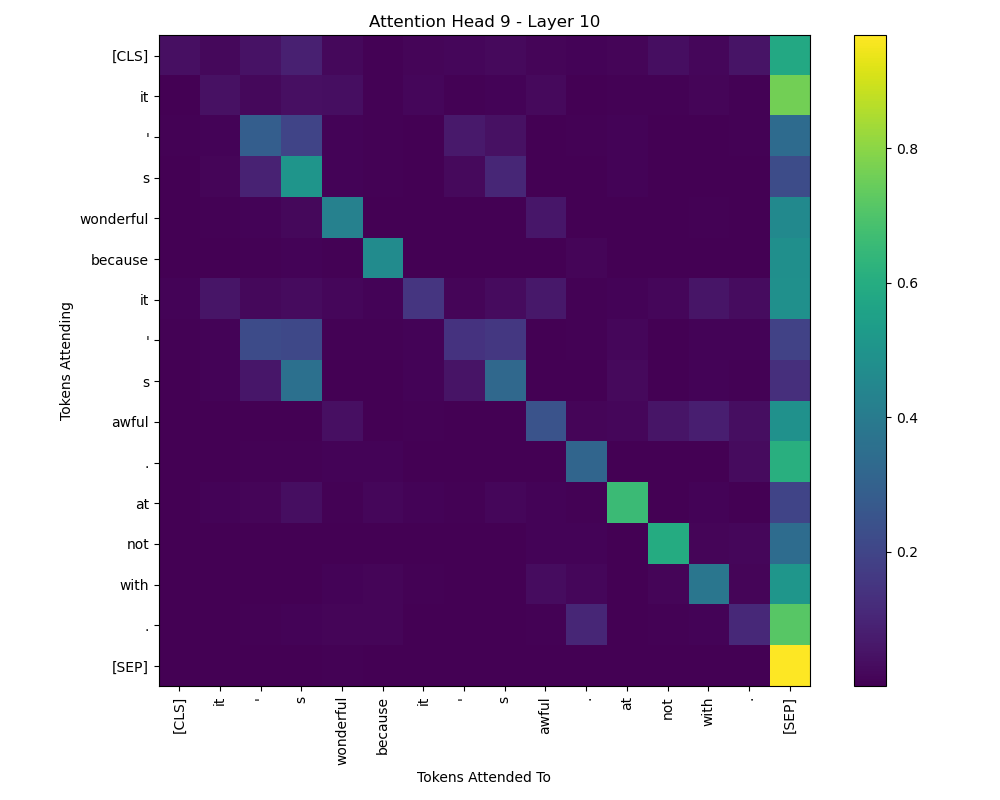 Attention Head 9 - Layer 10
[CLS]
it
'
s
wonderful
because
it
'
s
awful
.
at
not
with
.
[SEP]
Tokens Attending
[CLS] it ' s wonderful because it ' s awful . at not with . [SEP]
Tokens Attended To
0.8
0.6
0.4
0.2